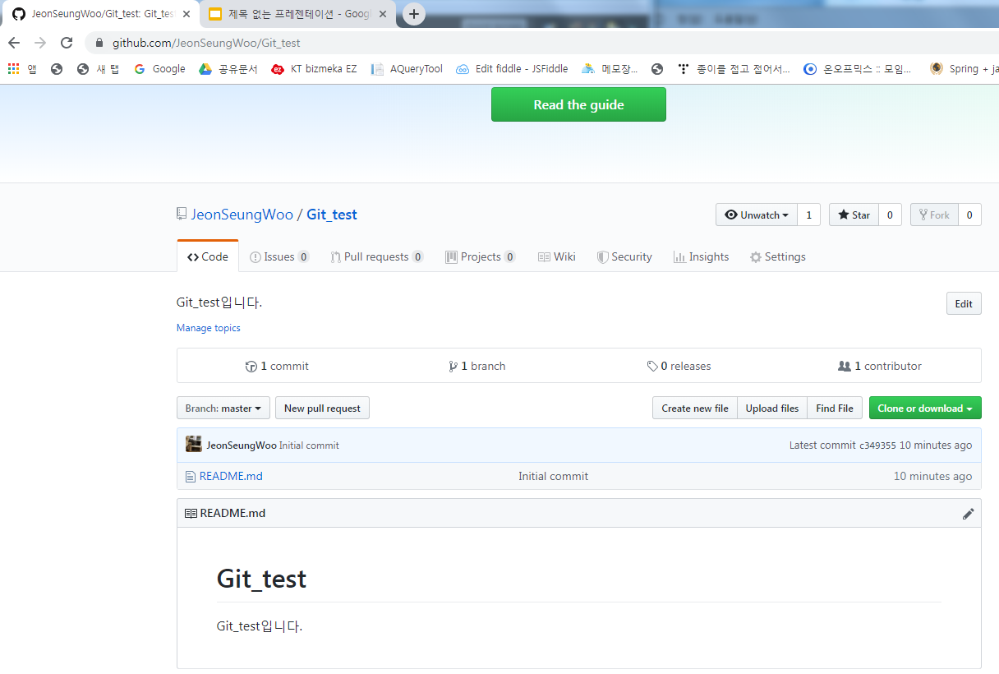 JeonSeungWoo/Git_test: Git_test
제목 없는 프레젠테이션 - Google
github.com/JeonSeungWoo/Git_test
앱 새 탭 Google 공유문서 KT bizmeka EZ AQueryTool Edit fiddle - JSFiddle 메모장... 종이를 접고 접어서... 온오프믹스 :: 모임... Spring + ja
Read the guide
JeonSeungWoo / Git_test
Unwatch 1 Star 0 Fork 0
Code Issues 0 Pull requests 0 Projects 0 Wiki Security Insights Settings
Git_test입니다.
Edit
Manage topics
1 commit 1 branch 0 releases 1 contributor
Branch: master New pull request Create new file Upload files Find File Clone or download
JeonSeungWoo Initial commit Latest commit c349355 10 minutes ago
README.md Initial commit 10 minutes ago
README.md
Git_test
Git_test입니다.